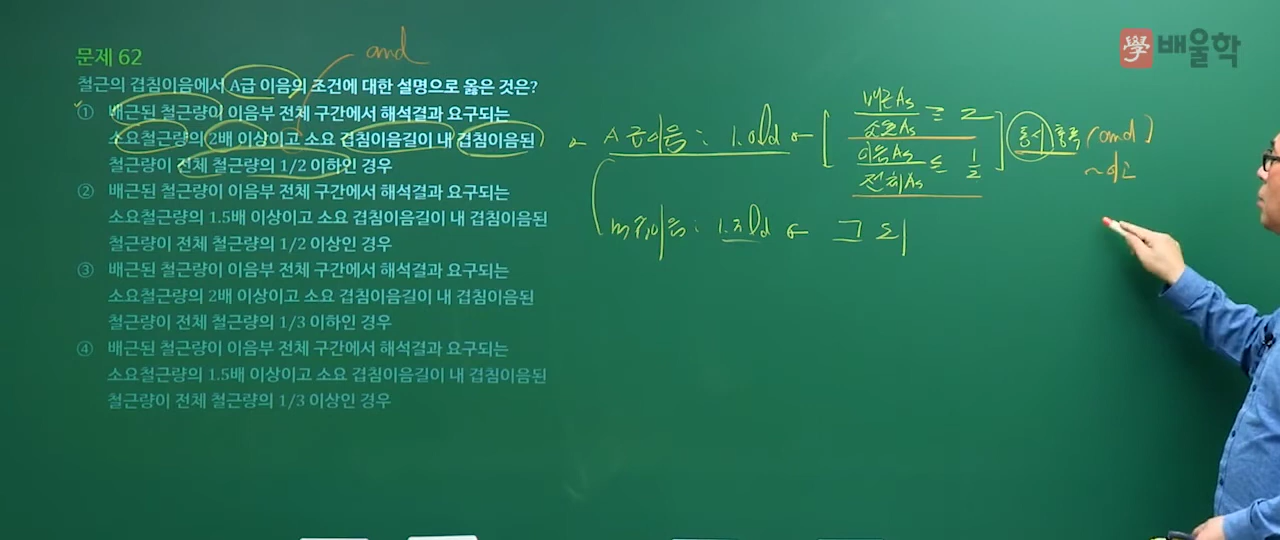 學 배울학
문제 62
and
철근의 겹침이음에서 A급 이음의 조건에 대한 설명으로 옳은 것은?
① 배근된 철근량이 이음부 전체 구간에서 해석결과 요구되는
소요철근량의 2배 이상이고 소요 겹침이음길이 내 겹침이음된
철근량이 전체 철근량의 1/2 이하인 경우
② 배근된 철근량이 이음부 전체 구간에서 해석결과 요구되는
소요철근량의 1.5배 이상이고 소요 겹침이음길이 내 겹침이음된
철근량이 전체 철근량의 1/2 이상인 경우
③ 배근된 철근량이 이음부 전체 구간에서 해석결과 요구되는
소요철근량의 2배 이상이고 소요 겹침이음길이 내 겹침이음된
철근량이 전체 철근량의 1/3 이하인 경우
④ 배근된 철근량이 이음부 전체 구간에서 해석결과 요구되는
소요철근량의 1.5배 이상이고 소요 겹침이음길이 내 겹침이음된
철근량이 전체 철근량의 1/3 이상인 경우
A급이음 : 1.0ld ← [
배근As
소요As
≥ 2
이음As
전체As
≤ 1/2
] 동시 충족 (and)
~이고
B급이음 : 1.3ld ← 그 외